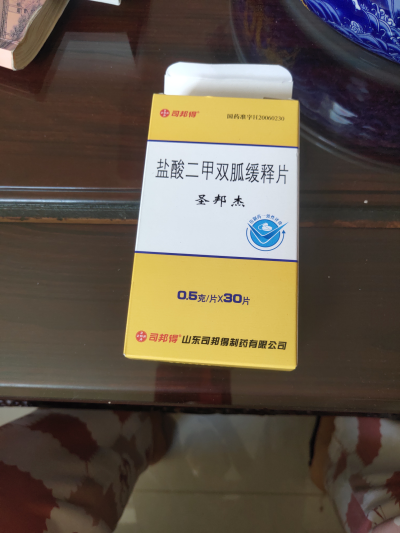 司邦得®
国药准字H20060230
盐酸二甲双胍缓释片
圣邦杰
0.5克/片X30片
司邦得® 山东司邦得制药有限公司